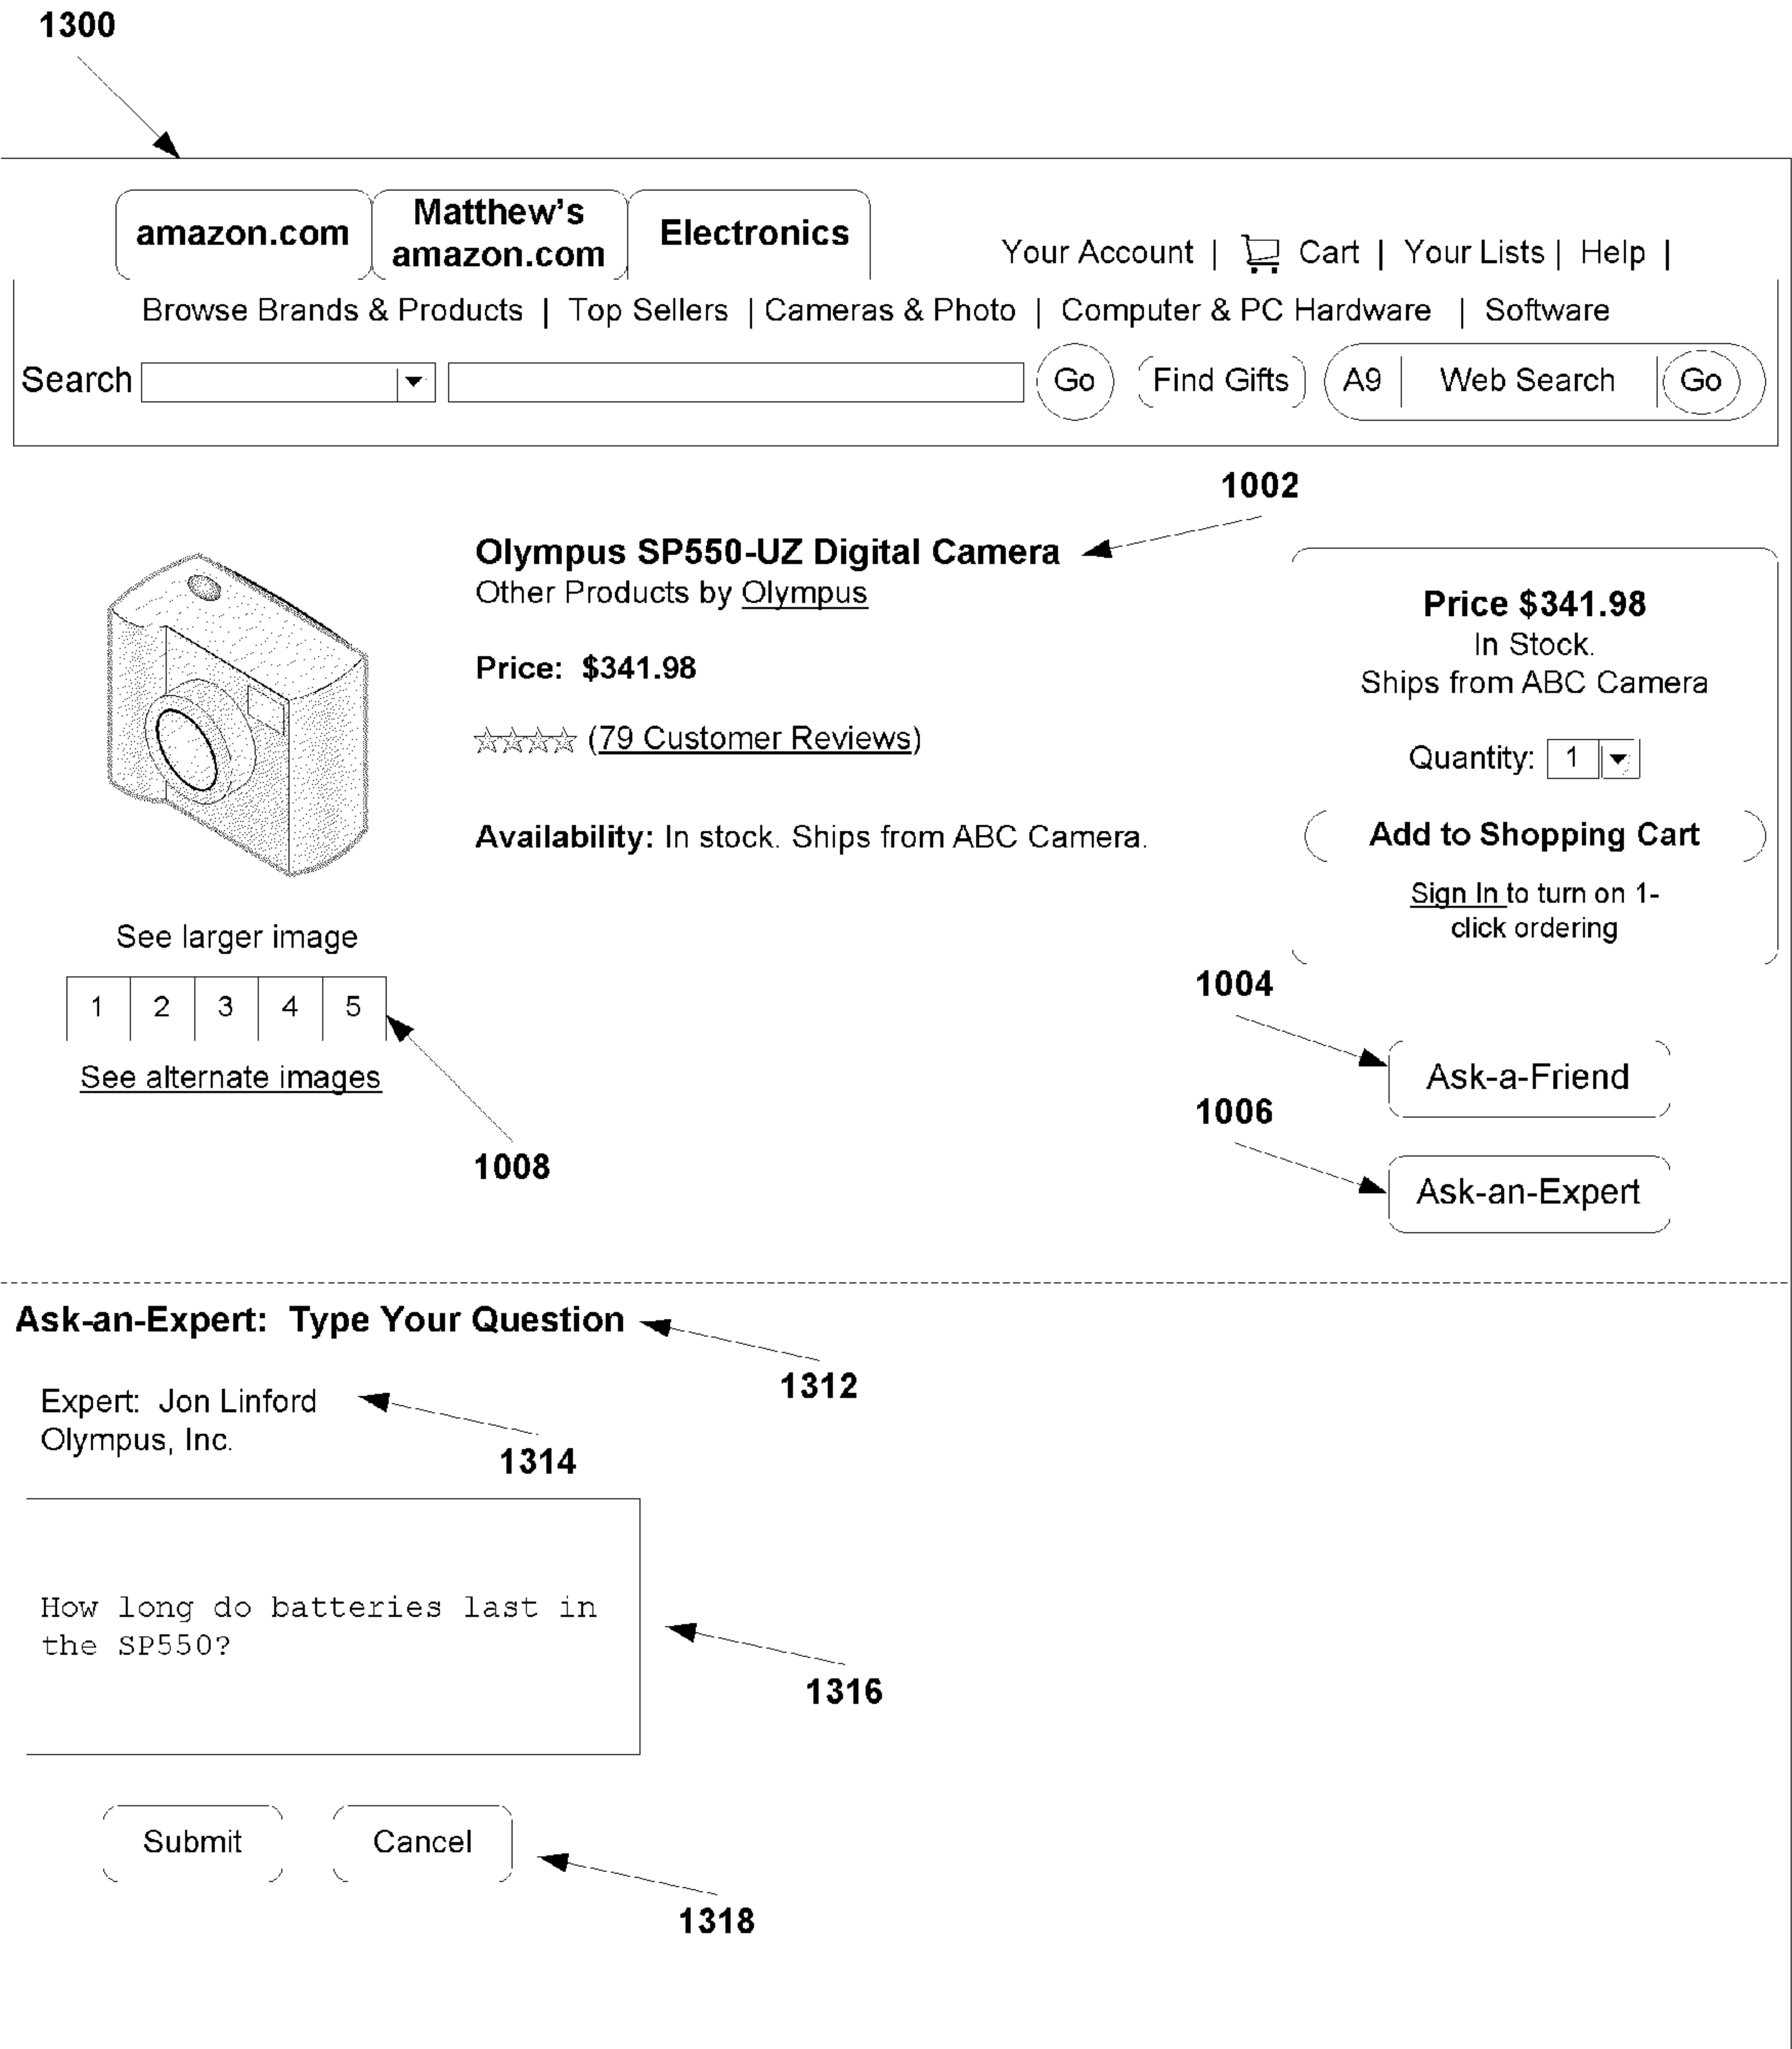 1300
amazon.com
Matthew's
amazon.com
Electronics
Your Account | Cart | Your Lists | Help |
Browse Brands & Products | Top Sellers | Cameras & Photo | Computer & PC Hardware | Software
Search
Go
Find Gifts
A9
Web Search
Go
1002
Olympus SP550-UZ Digital Camera
Other Products by Olympus
Price: $341.98
(79 Customer Reviews)
Availability: In stock. Ships from ABC Camera.
Price $341.98
In Stock.
Ships from ABC Camera
Quantity: 1
Add to Shopping Cart
Sign In to turn on 1-
click ordering
See larger image
1 2 3 4 5
See alternate images
1008
1004
Ask-a-Friend
1006
Ask-an-Expert
Ask-an-Expert: Type Your Question
1312
Expert: Jon Linford
Olympus, Inc.
1314
How long do batteries last in
the SP550?
1316
Submit
Cancel
1318